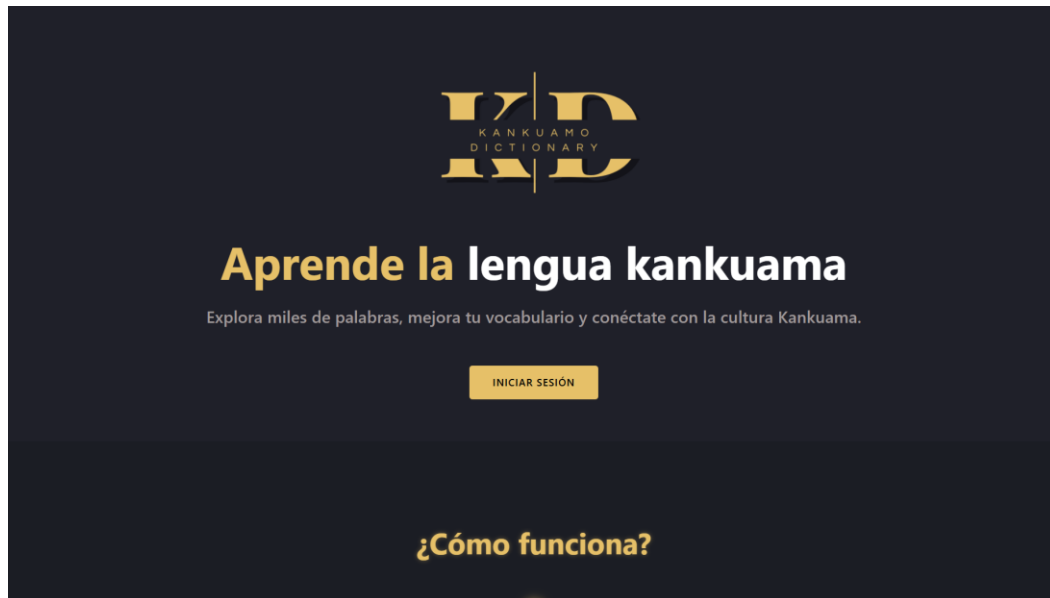 KD
KANKUAMO
DICTIONARY
Aprende la lengua kankuama
Explora miles de palabras, mejora tu vocabulario y conéctate con la cultura Kankuama.
INICIAR SESIÓN
¿Cómo funciona?